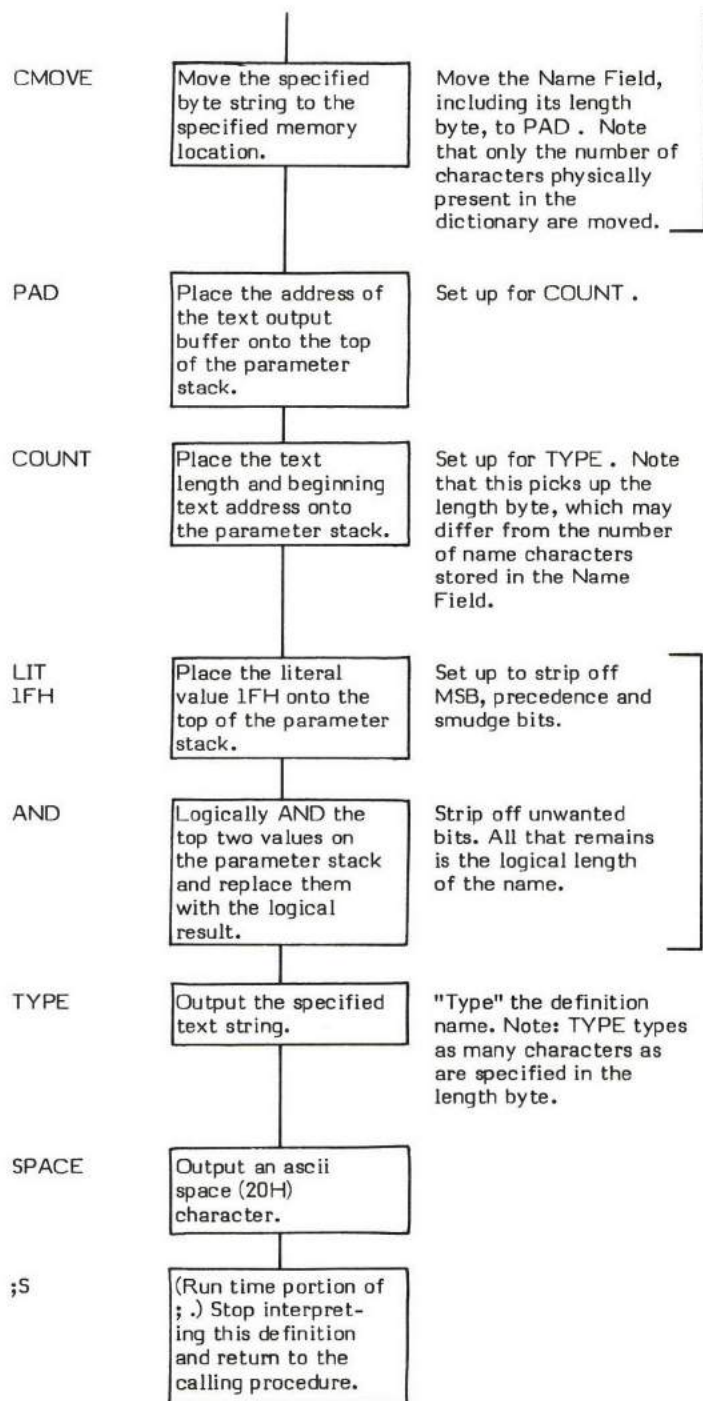 CMOVE
Move the specified
byte string to the
specified memory
location.
Move the Name Field,
including its length
byte, to PAD . Note
that only the number of
characters physically
present in the
dictionary are moved.
PAD
Place the address of
the text output
buffer onto the top
of the parameter
stack.
Set up for COUNT .
COUNT
Place the text
length and beginning
text address onto
the parameter stack.
Set up for TYPE . Note
that this picks up the
length byte, which may
differ from the number
of name characters
stored in the Name
Field.
LIT
1FH
Place the literal
value 1FH onto the
top of the parameter
stack.
Set up to strip off
MSB, precedence and
smudge bits.
AND
Logically AND the
top two values on
the parameter stack
and replace them
with the logical
result.
Strip off unwanted
bits. All that remains
is the logical length
of the name.
TYPE
Output the specified
text string.
"Type" the definition
name. Note: TYPE types
as many characters as
are specified in the
length byte.
SPACE
Output an ascii
space (20H)
character.
;S
(Run time portion of
; .) Stop interpret-
ing this definition
and return to the
calling procedure.